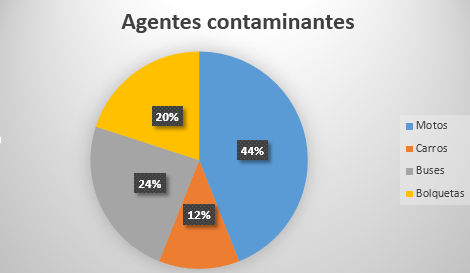 Agentes contaminantes
20%
44%
24%
12%
Motos
Carros
Buses
Bolquetas